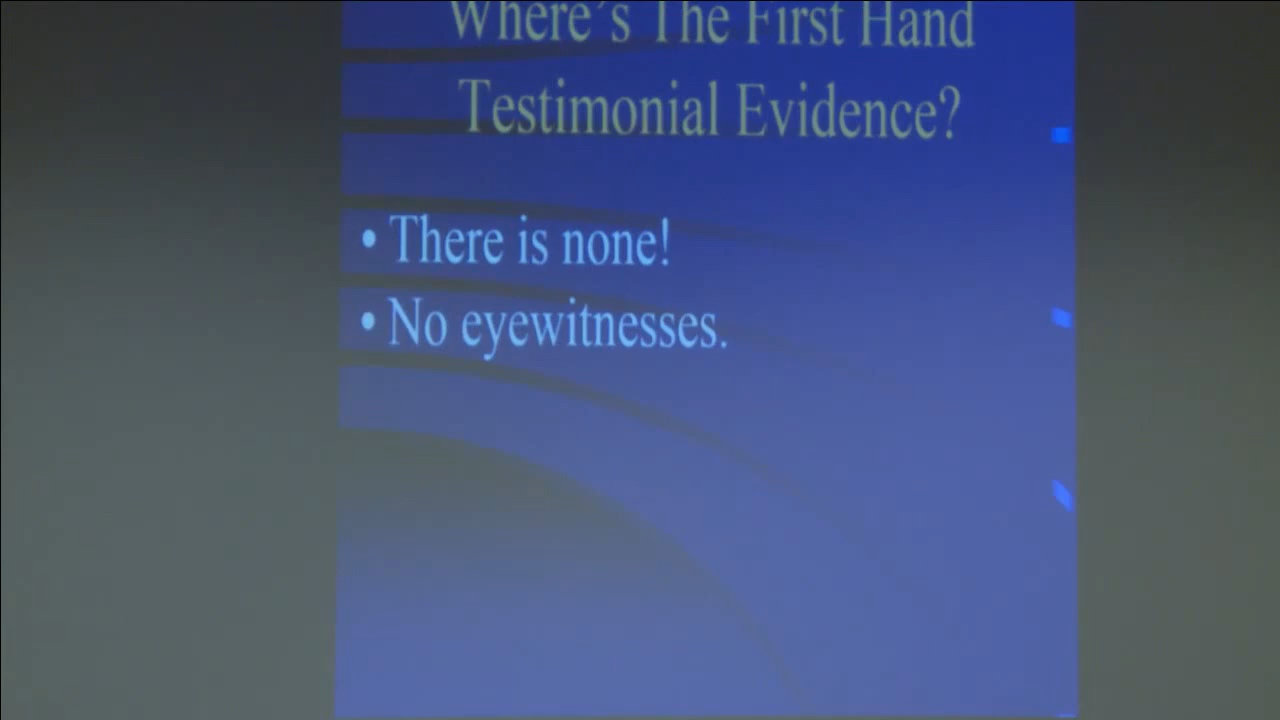 Where's The First Hand
Testimonial Evidence?
• There is none!
• No eyewitnesses.